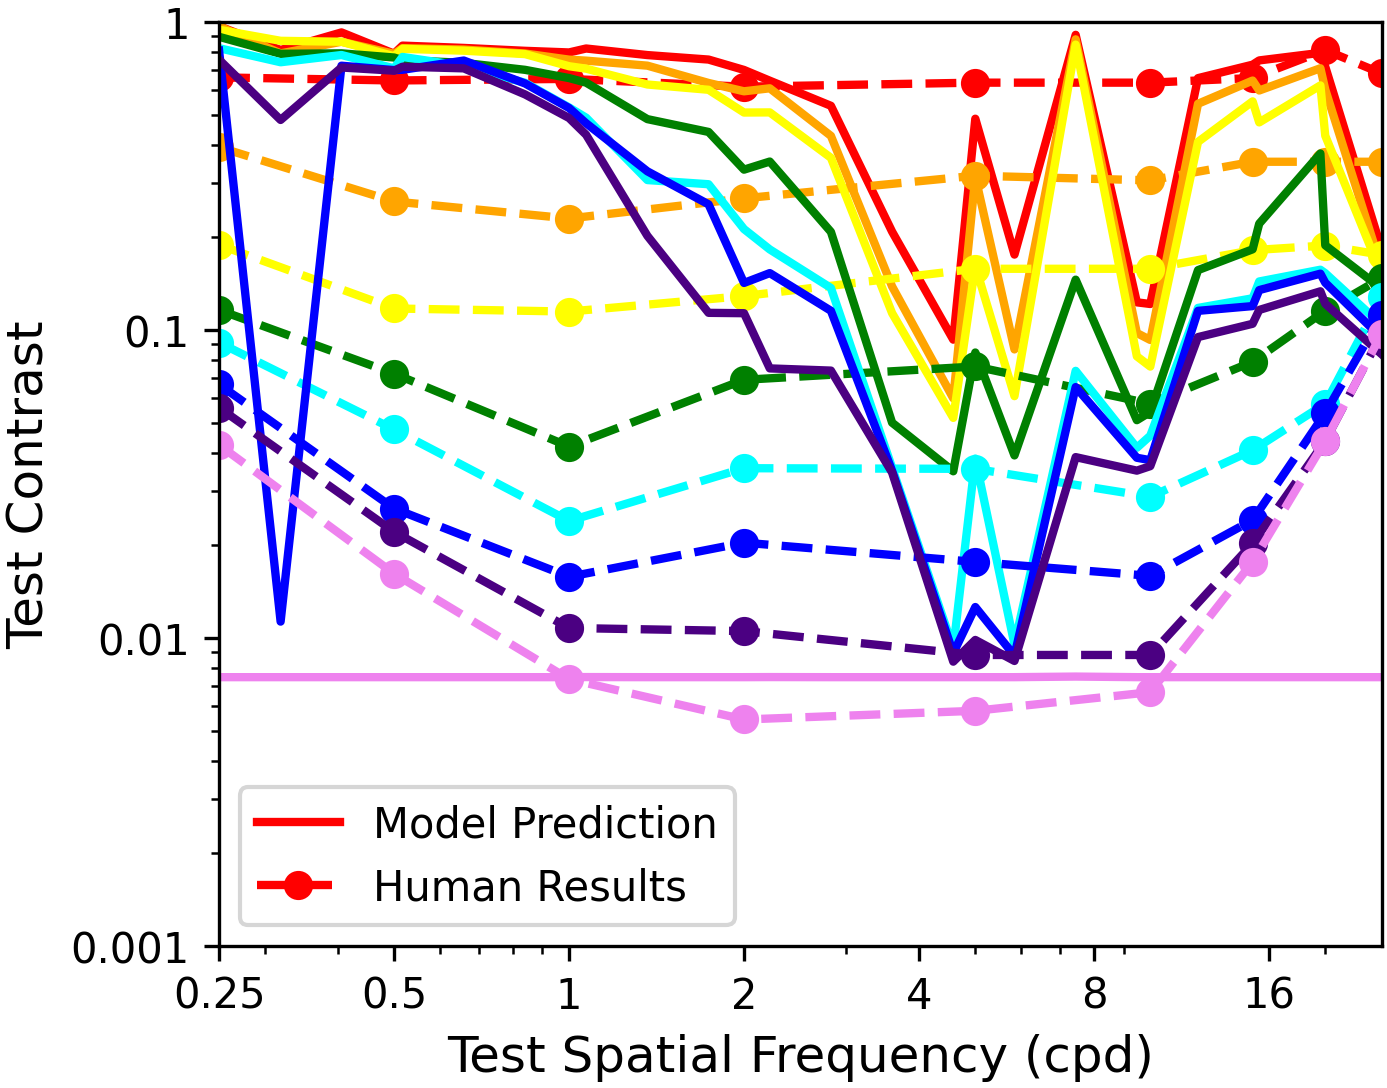 1
0.1
0.01
0.001
Test Contrast
Model Prediction
Human Results
0.25 0.5 1 2 4 8 16
Test Spatial Frequency (cpd)